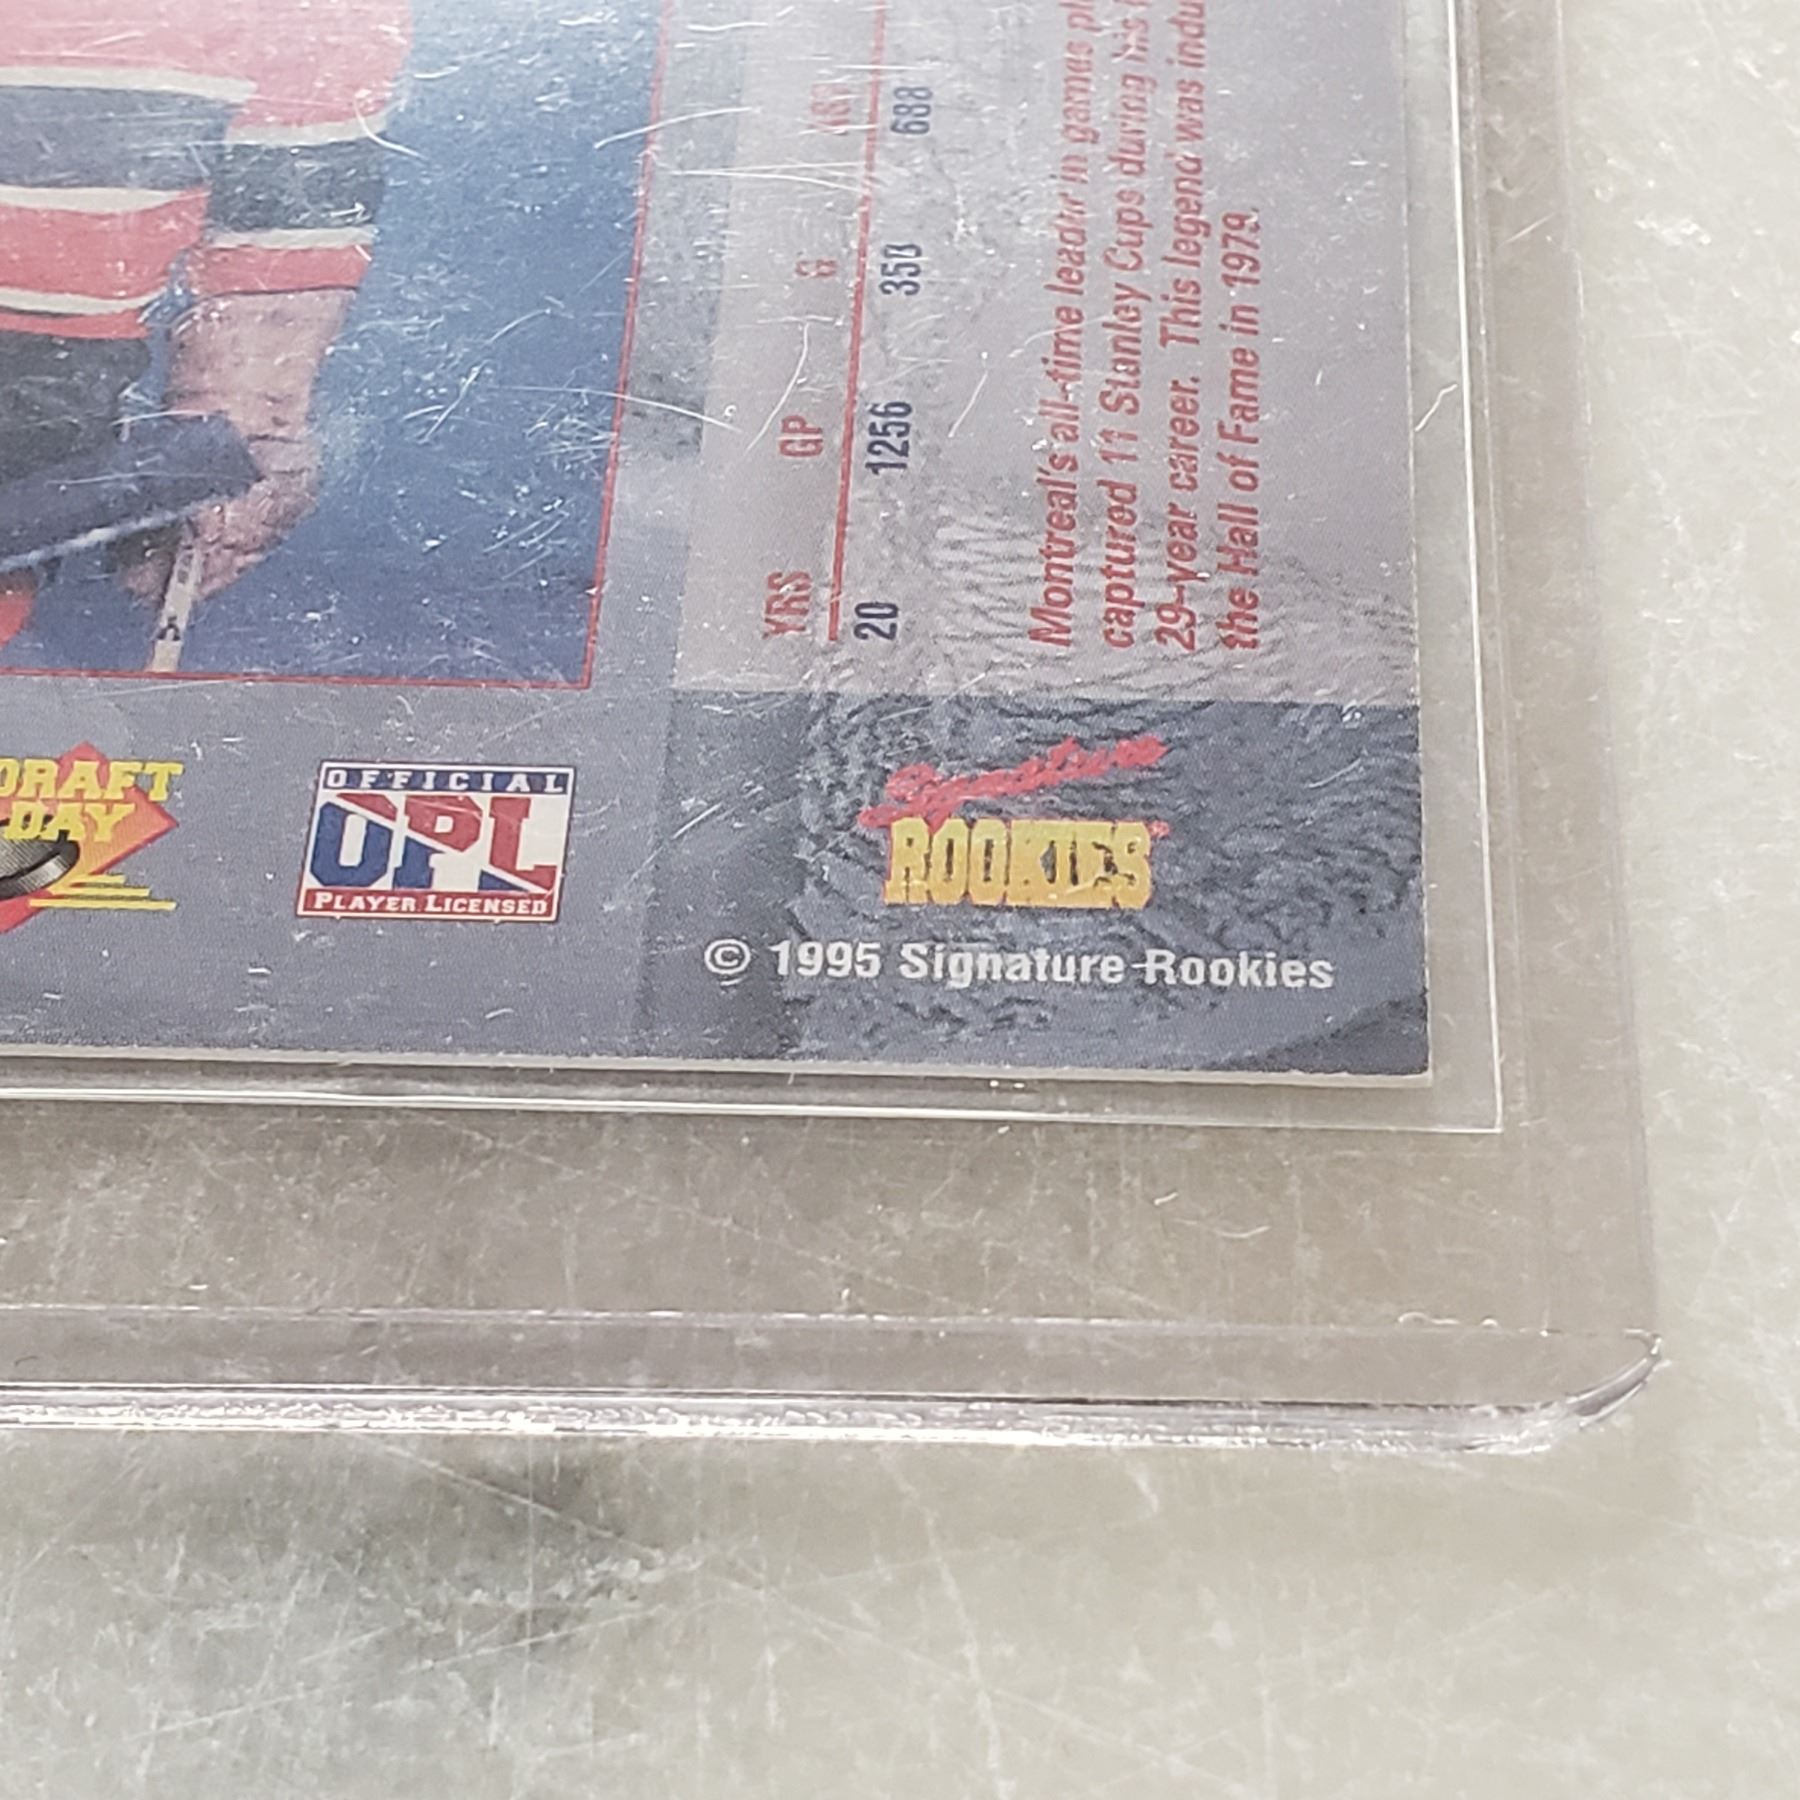 YRS GP G
20 1256 350 688
Montreal's all-time leader in games
captured 11 Stanley Cups during his
29-year career. This legend was
the Hall of Fame in 1979.
DRAFT
DAY
OFFICIAL
OPL
PLAYER LICENSED
Signature
ROOKIES
© 1995 Signature Rookies